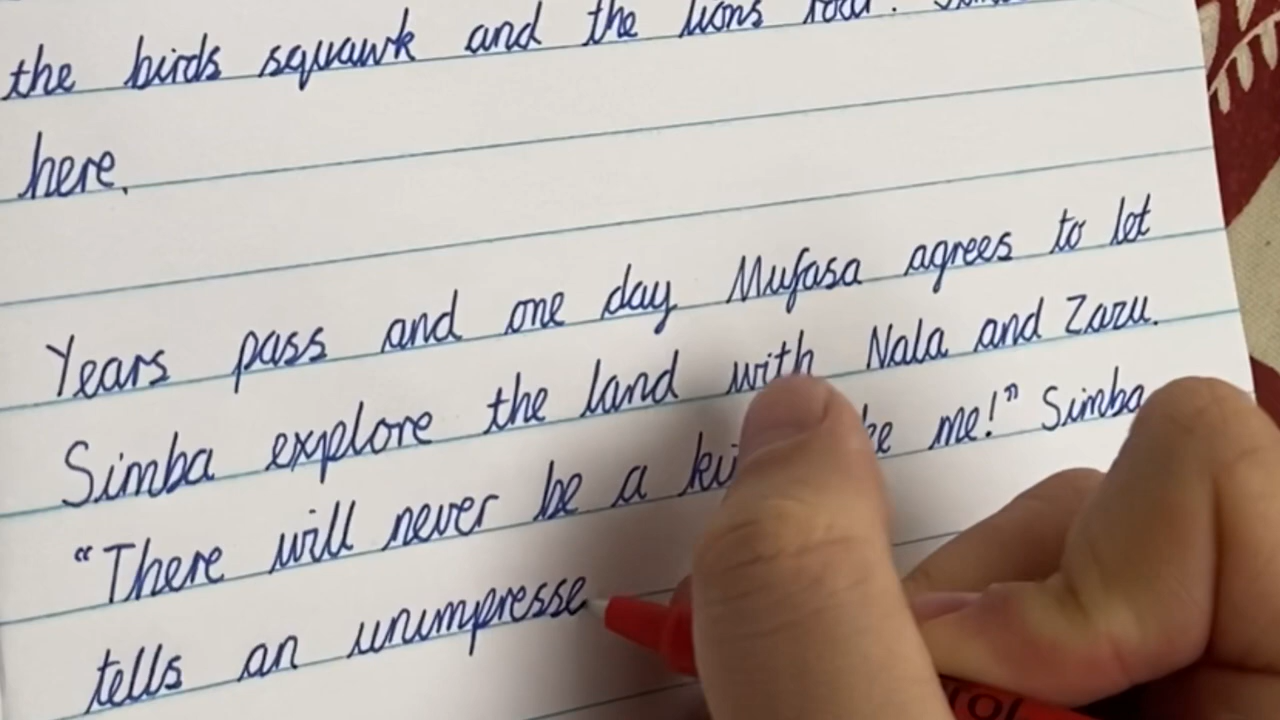 the birds squawk and the lions roar.
here.
Years pass and one day Mufasa agrees to let
Simba explore the land with Nala and Zazu.
"There will never be a me!" Simba
tells an unimpresse